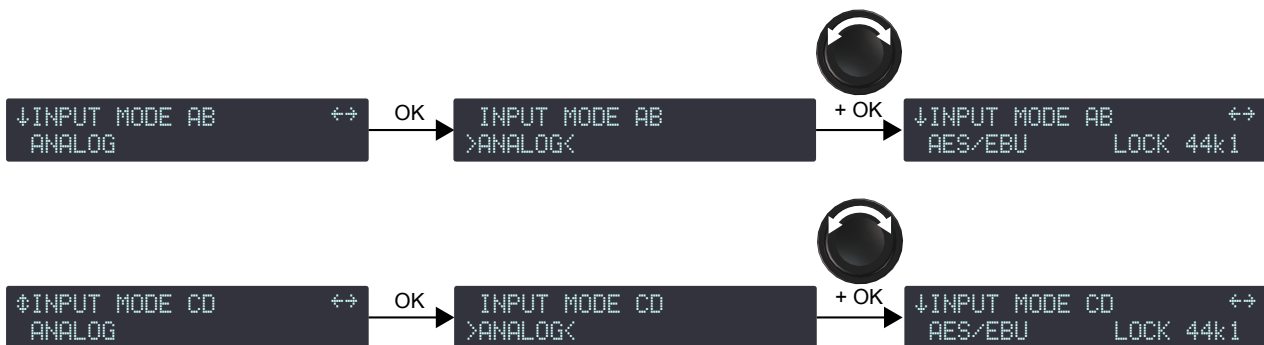 ↓INPUT MODE AB ←→
ANALOG
OK
INPUT MODE AB
>ANALOG<
+ OK
↓INPUT MODE AB ←→
AES/EBU LOCK 44k1
↕INPUT MODE CD ←→
ANALOG
OK
INPUT MODE CD
>ANALOG<
+ OK
↓INPUT MODE CD ←→
AES/EBU LOCK 44k1